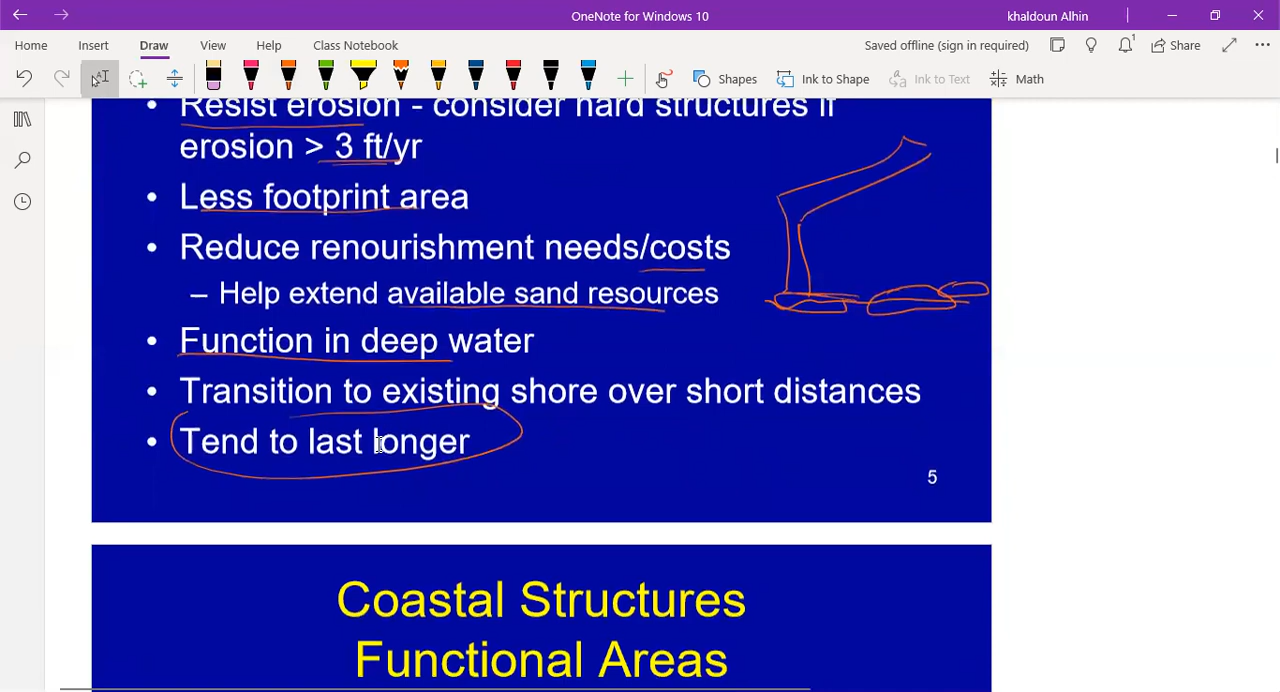 OneNote for Windows 10
khaldoun Alhin
Home
Insert
Draw
View
Help
Class Notebook
Saved offline (sign in required)
1
Share
Shapes
Ink to Shape
Ink to Text
Math
• Resist erosion - consider hard structures if
erosion > 3 ft/yr
• Less footprint area
• Reduce renourishment needs/costs
– Help extend available sand resources
• Function in deep water
• Transition to existing shore over short distances
• Tend to last longer
5
Coastal Structures
Functional Areas